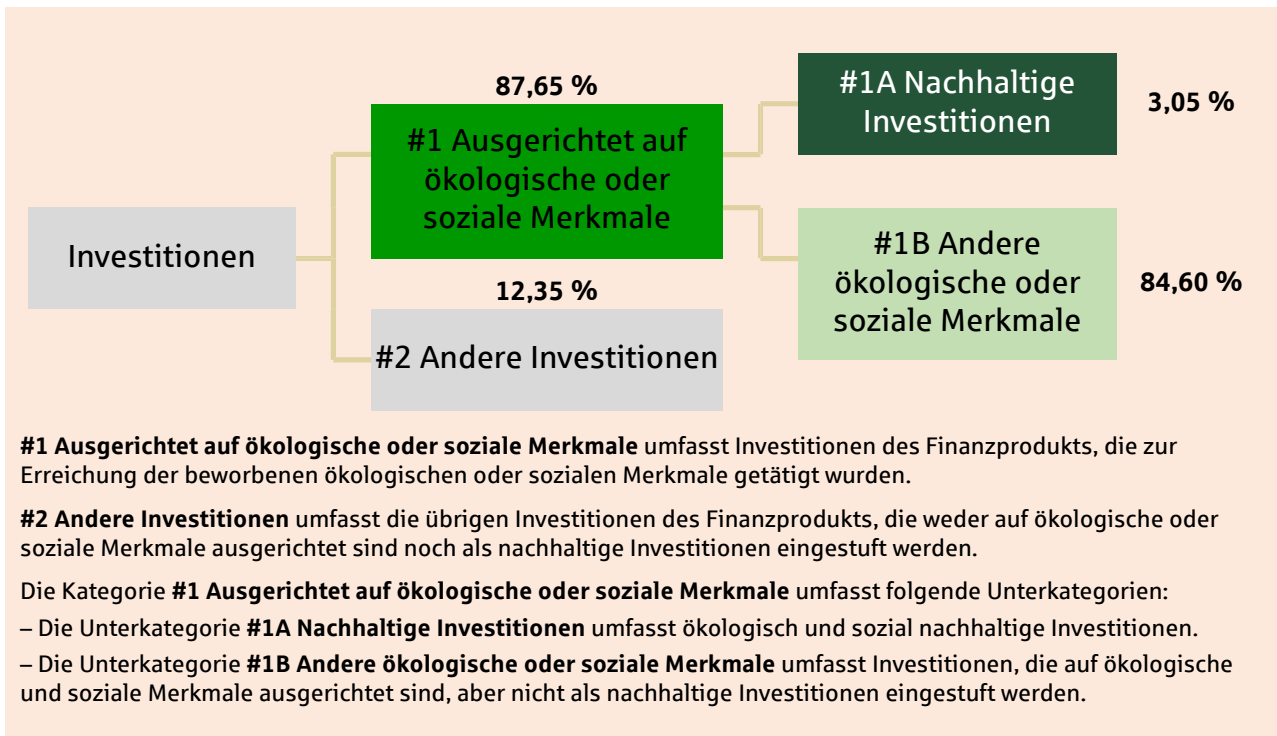 87,65 %
#1 Ausgerichtet auf
ökologische oder
soziale Merkmale
#1A Nachhaltige
Investitionen
3,05 %
Investitionen
#1B Andere
ökologische oder
soziale Merkmale
84,60 %
12,35 %
#2 Andere Investitionen
#1 Ausgerichtet auf ökologische oder soziale Merkmale umfasst Investitionen des Finanzprodukts, die zur
Erreichung der beworbenen ökologischen oder sozialen Merkmale getätigt wurden.
#2 Andere Investitionen umfasst die übrigen Investitionen des Finanzprodukts, die weder auf ökologische oder
soziale Merkmale ausgerichtet sind noch als nachhaltige Investitionen eingestuft werden.
Die Kategorie #1 Ausgerichtet auf ökologische oder soziale Merkmale umfasst folgende Unterkategorien:
– Die Unterkategorie #1A Nachhaltige Investitionen umfasst ökologisch und sozial nachhaltige Investitionen.
– Die Unterkategorie #1B Andere ökologische oder soziale Merkmale umfasst Investitionen, die auf ökologische
und soziale Merkmale ausgerichtet sind, aber nicht als nachhaltige Investitionen eingestuft werden.